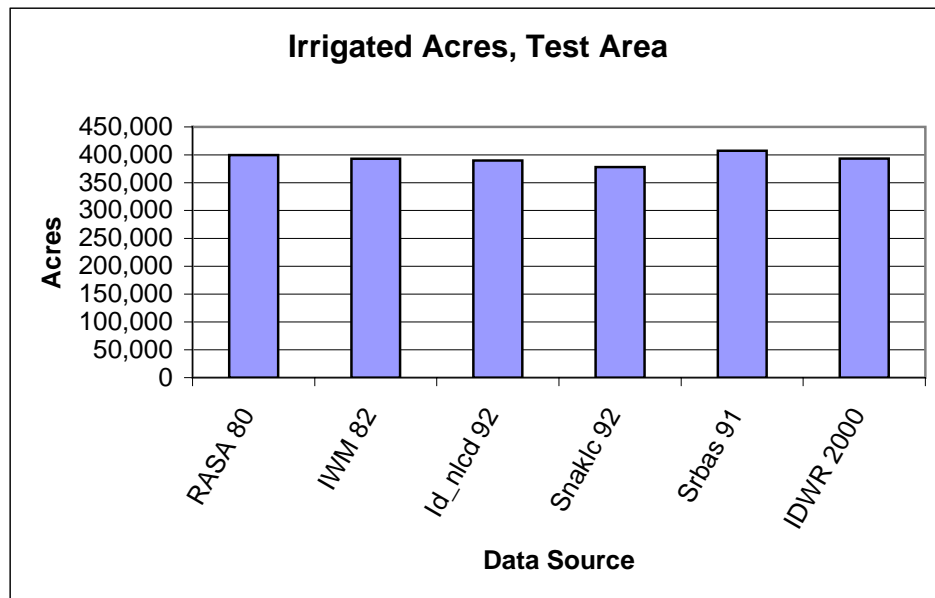 Irrigated Acres, Test Area
450,000
400,000
350,000
300,000
250,000
200,000
150,000
100,000
50,000
0
Acres
RASA 80
IWM 82
Id_nlcd 92
Snaklc 92
Srbas 91
IDWR 2000
Data Source